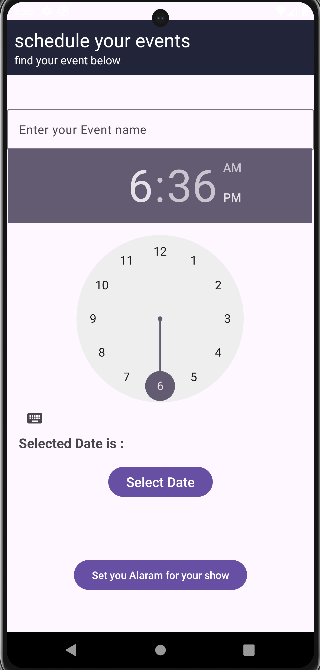 schedule your events
find your event below
Enter your Event name
6:36
AM
PM
12
1
2
3
4
5
6
7
8
9
10
11
Selected Date is :
Select Date
Set you Alaram for your show